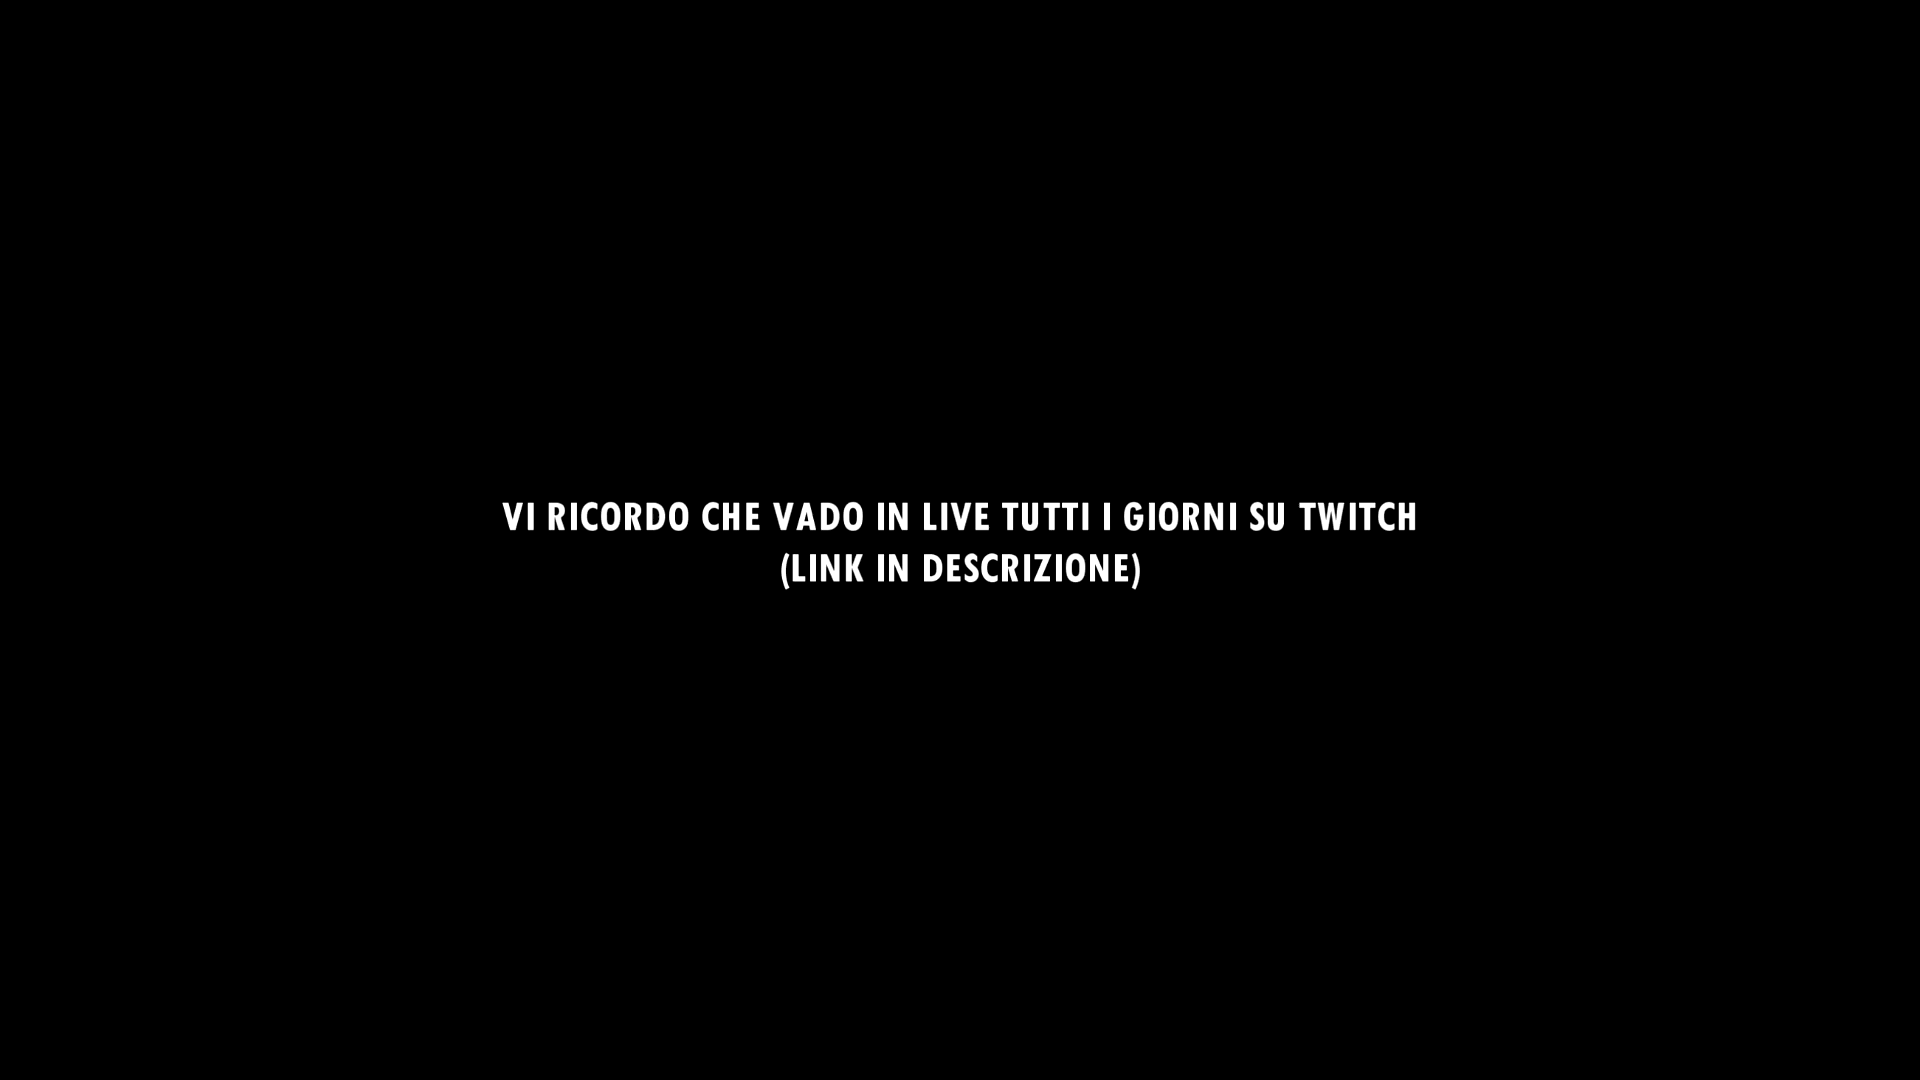 VI RICORDO CHE VADO IN LIVE TUTTI I GIORNI SU TWITCH
(LINK IN DESCRIZIONE)